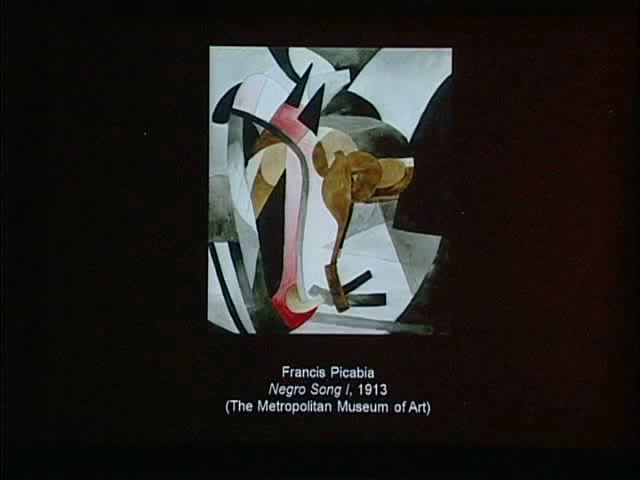 Francis Picabia
Negro Song I, 1913
(The Metropolitan Museum of Art)